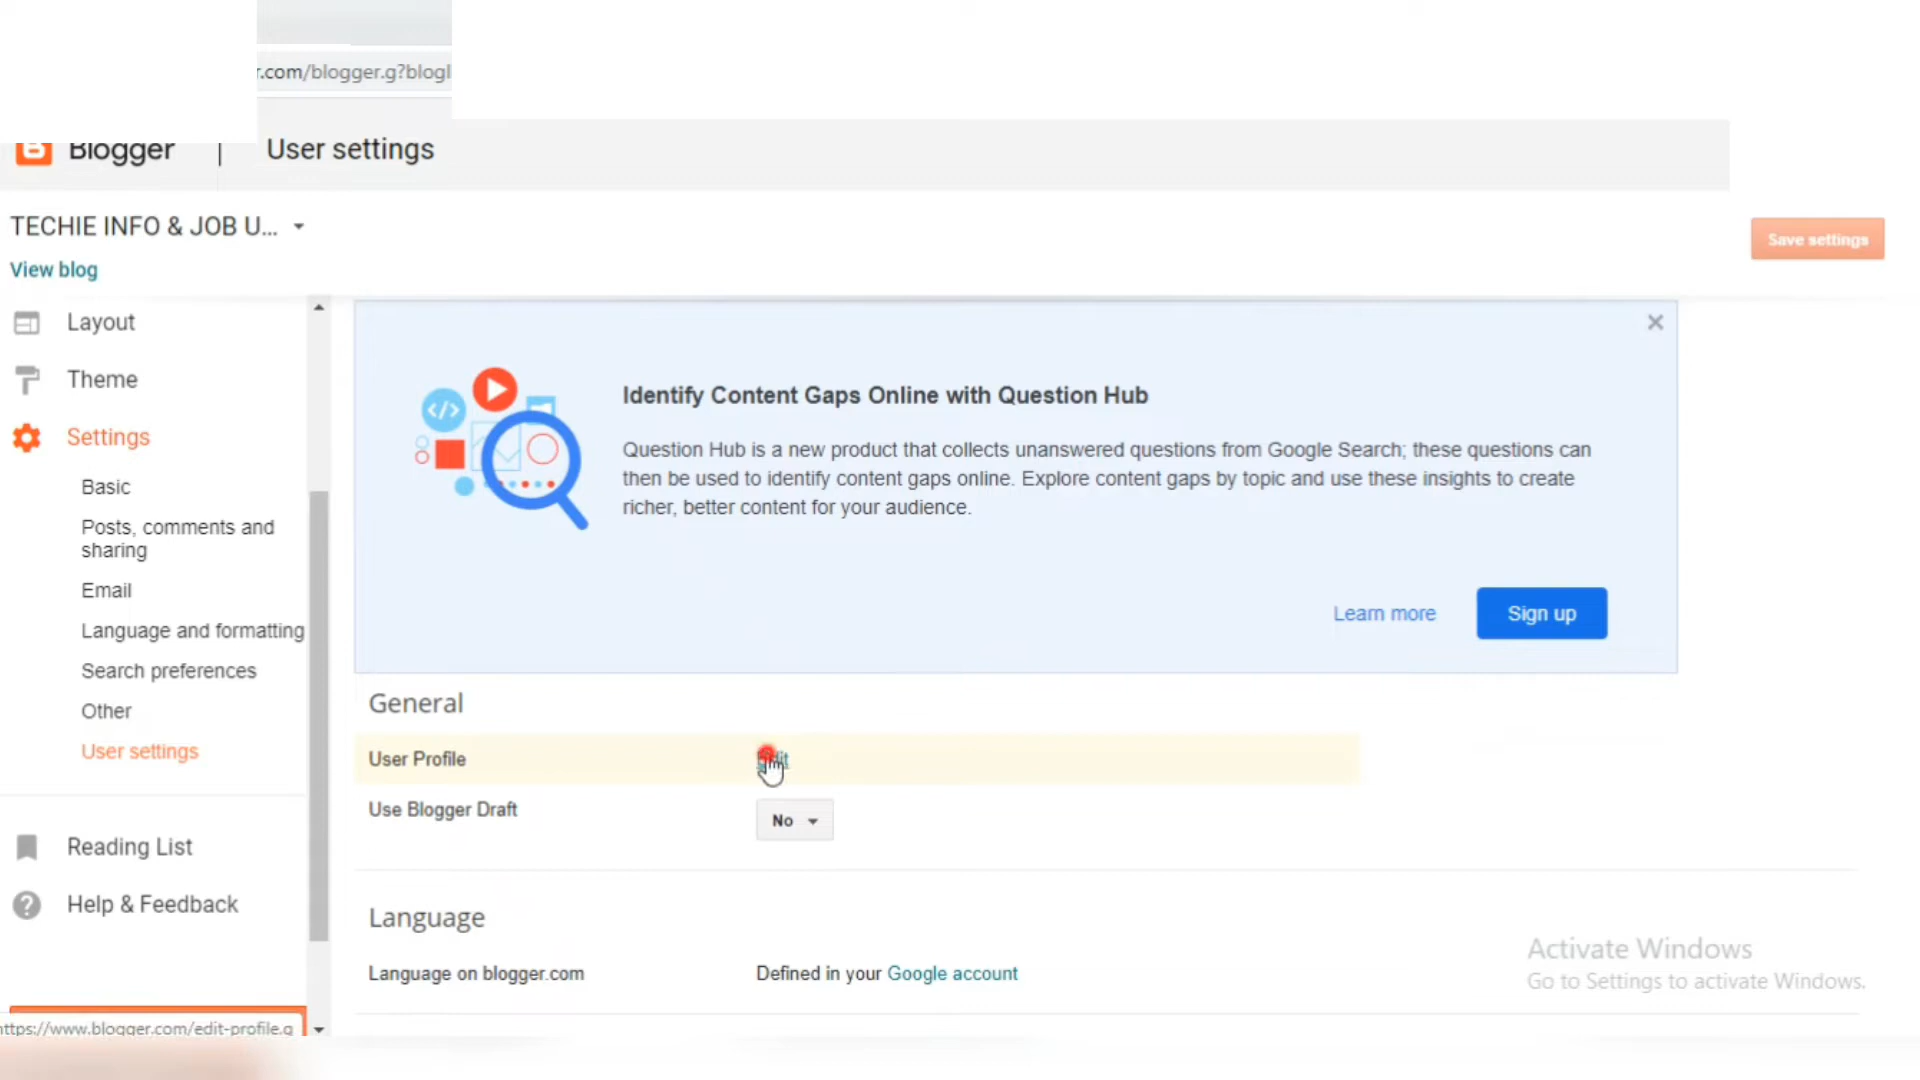 r.com/blogger.g?blogI
Blogger | User settings
TECHIE INFO & JOB U...
View blog
Save settings
Layout
Theme
Settings
Basic
Posts, comments and
sharing
Email
Language and formatting
Search preferences
Other
User settings
Reading List
Help & Feedback
https://www.blogger.com/edit-profile.g
Identify Content Gaps Online with Question Hub
Question Hub is a new product that collects unanswered questions from Google Search; these questions can
then be used to identify content gaps online. Explore content gaps by topic and use these insights to create
richer, better content for your audience.
Learn more
Sign up
General
User Profile
Use Blogger Draft
No
Language
Language on blogger.com
Defined in your Google account
Activate Windows
Go to Settings to activate Windows.